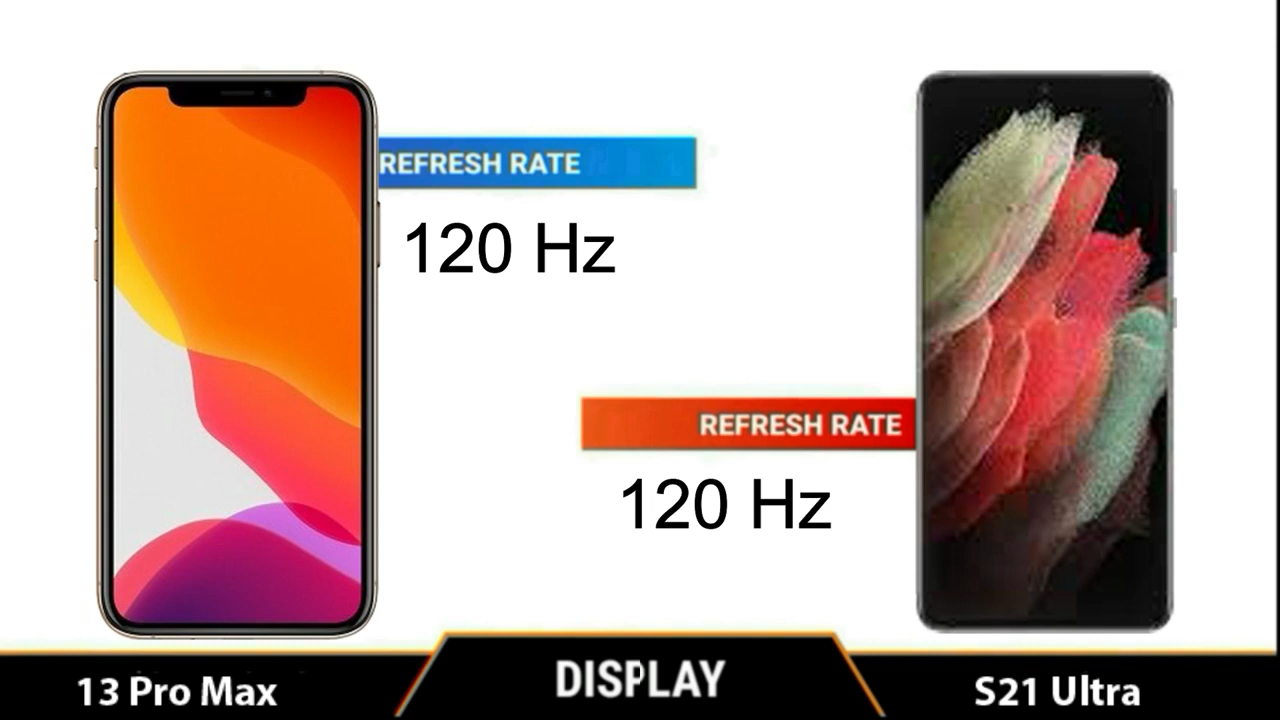 REFRESH RATE
120 Hz
REFRESH RATE
120 Hz
13 Pro Max
DISPLAY
S21 Ultra